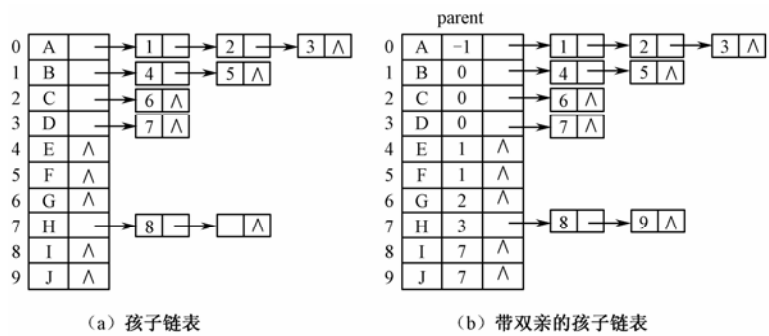 parent
0 A 1 2 3 ∧
1 B 4 5 ∧
2 C 6 ∧
3 D 7 ∧
4 E ∧
5 F ∧
6 G ∧
7 H 8 ∧
8 I ∧
9 J ∧
(a) 孩子链表
0 A -1 1 2 3 ∧
1 B 0 4 5 ∧
2 C 0 6 ∧
3 D 0 7 ∧
4 E 1 ∧
5 F 1 ∧
6 G 2 ∧
7 H 3 8 9 ∧
8 I 7 ∧
9 J 7 ∧
(b) 带双亲的孩子链表